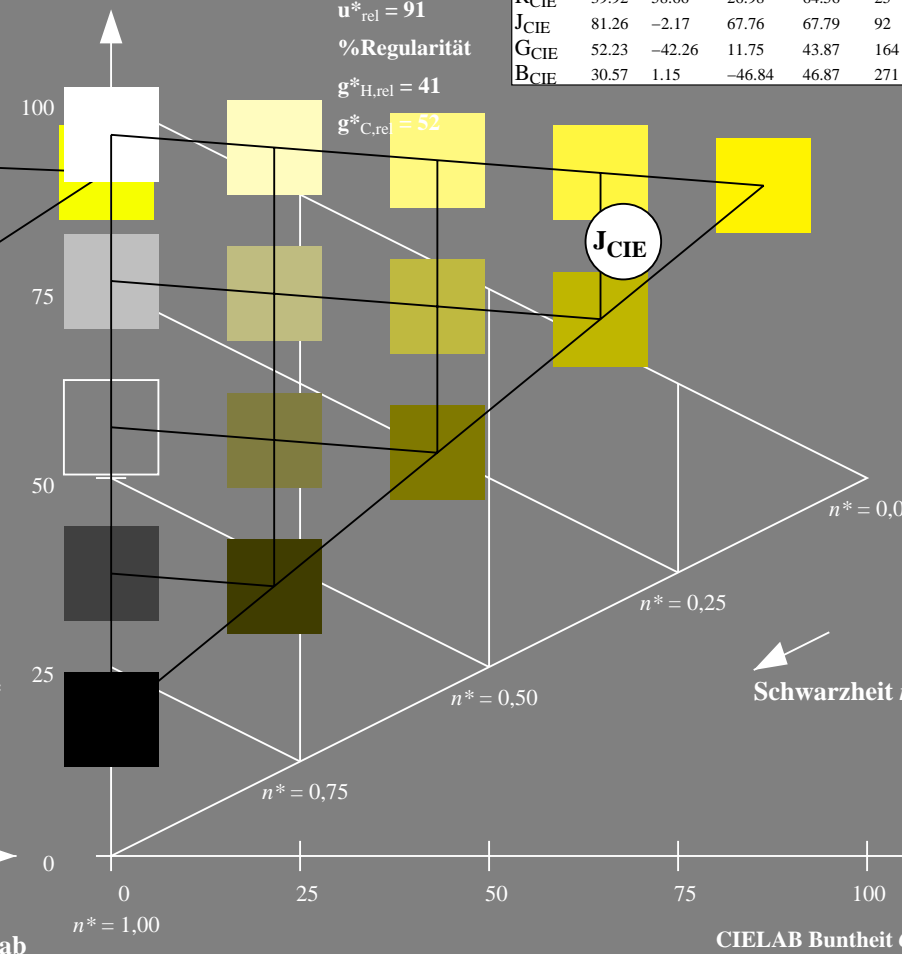 u*rel = 91
%Regularität
g*H,rel = 41
g*C,rel = 52
JCIE 81.26 −2.17 67.76 67.79 92
GCIE 52.23 −42.26 11.75 43.87 164
BCIE 30.57 1.15 −46.84 46.87 271
100
JCIE
75
50
n* = 0,0
n* = 0,25
25
Schwarzheit
n* = 0,50
n* = 0,75
0
0 25 50 75 100
n* = 1,00
ab
CIELAB Buntheit